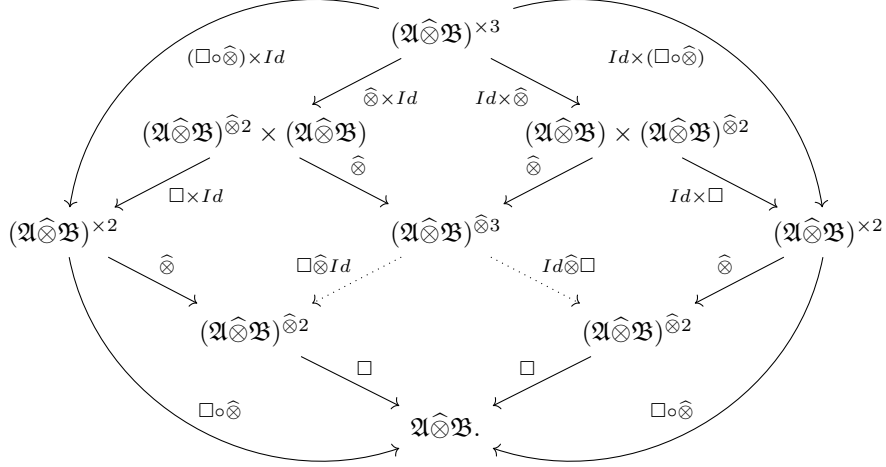 (𝔄⊗̂𝔅)^{×3}
(□∘⊗̂)×Id Id×(□∘⊗̂)
⊗̂×Id Id×⊗̂
(𝔄⊗̂𝔅)^{⊗̂2} × (𝔄⊗̂𝔅) (𝔄⊗̂𝔅) × (𝔄⊗̂𝔅)^{⊗̂2}
⊗̂ ⊗̂
□×Id Id×□
(𝔄⊗̂𝔅)^{×2} (𝔄⊗̂𝔅)^{⊗̂3} (𝔄⊗̂𝔅)^{×2}
⊗̂ □⊗̂Id Id⊗̂□ ⊗̂
(𝔄⊗̂𝔅)^{⊗̂2} (𝔄⊗̂𝔅)^{⊗̂2}
□ □
□∘⊗̂ □∘⊗̂
𝔄⊗̂𝔅.